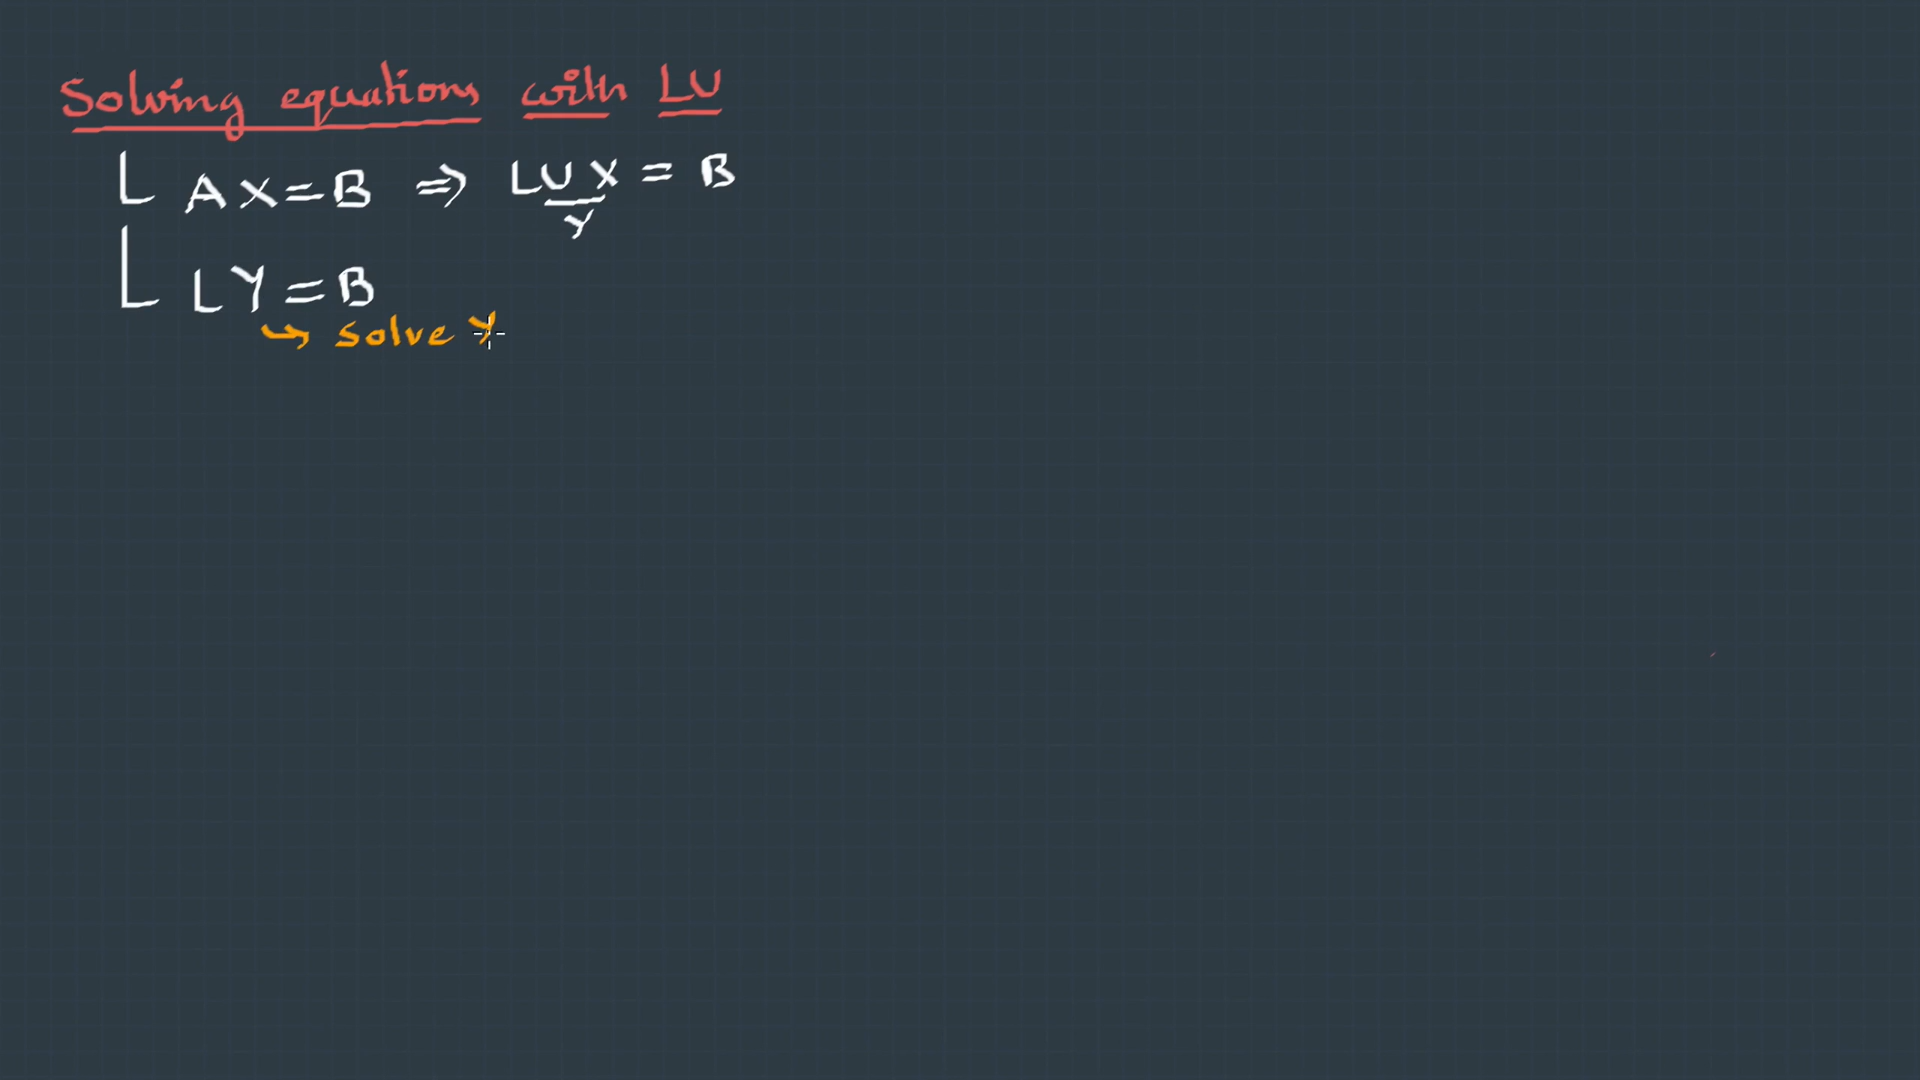 Solving equations with LU
AX=B ⇒ LUX = B
Y
LY=B
↪ solve Y